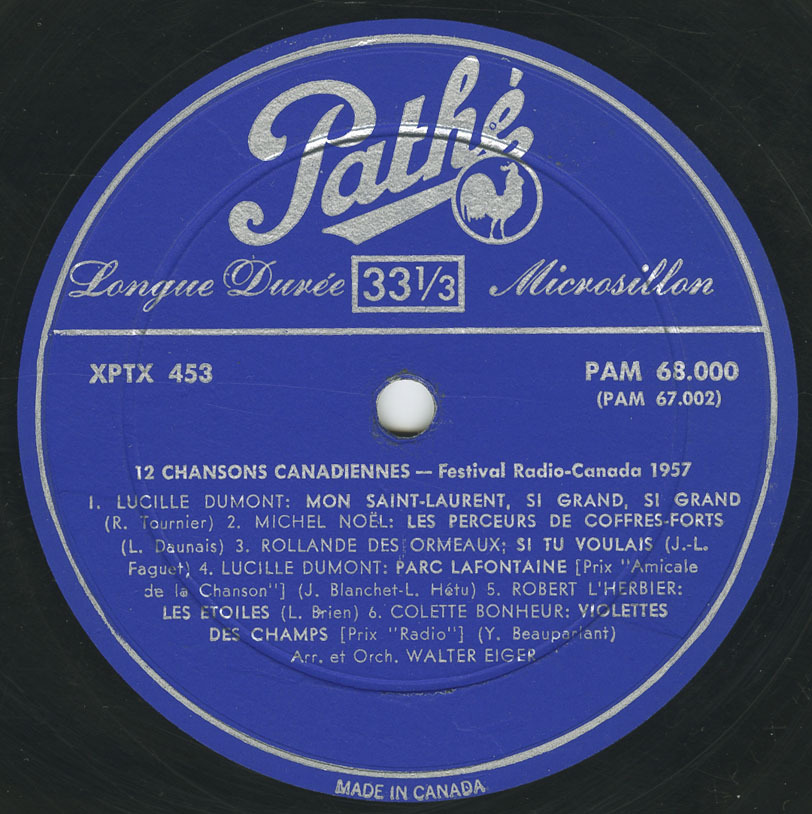 Pathé
Longue Durée 33 1/3 Microsillon
XPTX 453 PAM 68.000
(PAM 67.002)
12 CHANSONS CANADIENNES — Festival Radio-Canada 1957
1. LUCILLE DUMONT: MON SAINT-LAURENT, SI GRAND, SI GRAND
(R. Tournier) 2. MICHEL NOËL: LES PERCEURS DE COFFRES-FORTS
(L. Daunais) 3. ROLLANDE DES ORMEAUX: SI TU VOULAIS (J.-L.
Faguet) 4. LUCILLE DUMONT: PARC LAFONTAINE [Prix "Amicale
de la Chanson"] (J. Blanchet-L. Hétu) 5. ROBERT L'HERBIER:
LES ETOILES (L. Brien) 6. COLETTE BONHEUR: VIOLETTES
DES CHAMPS [Prix "Radio"] (Y. Beauparlant)
Arr. et Orch. WALTER EIGER
MADE IN CANADA